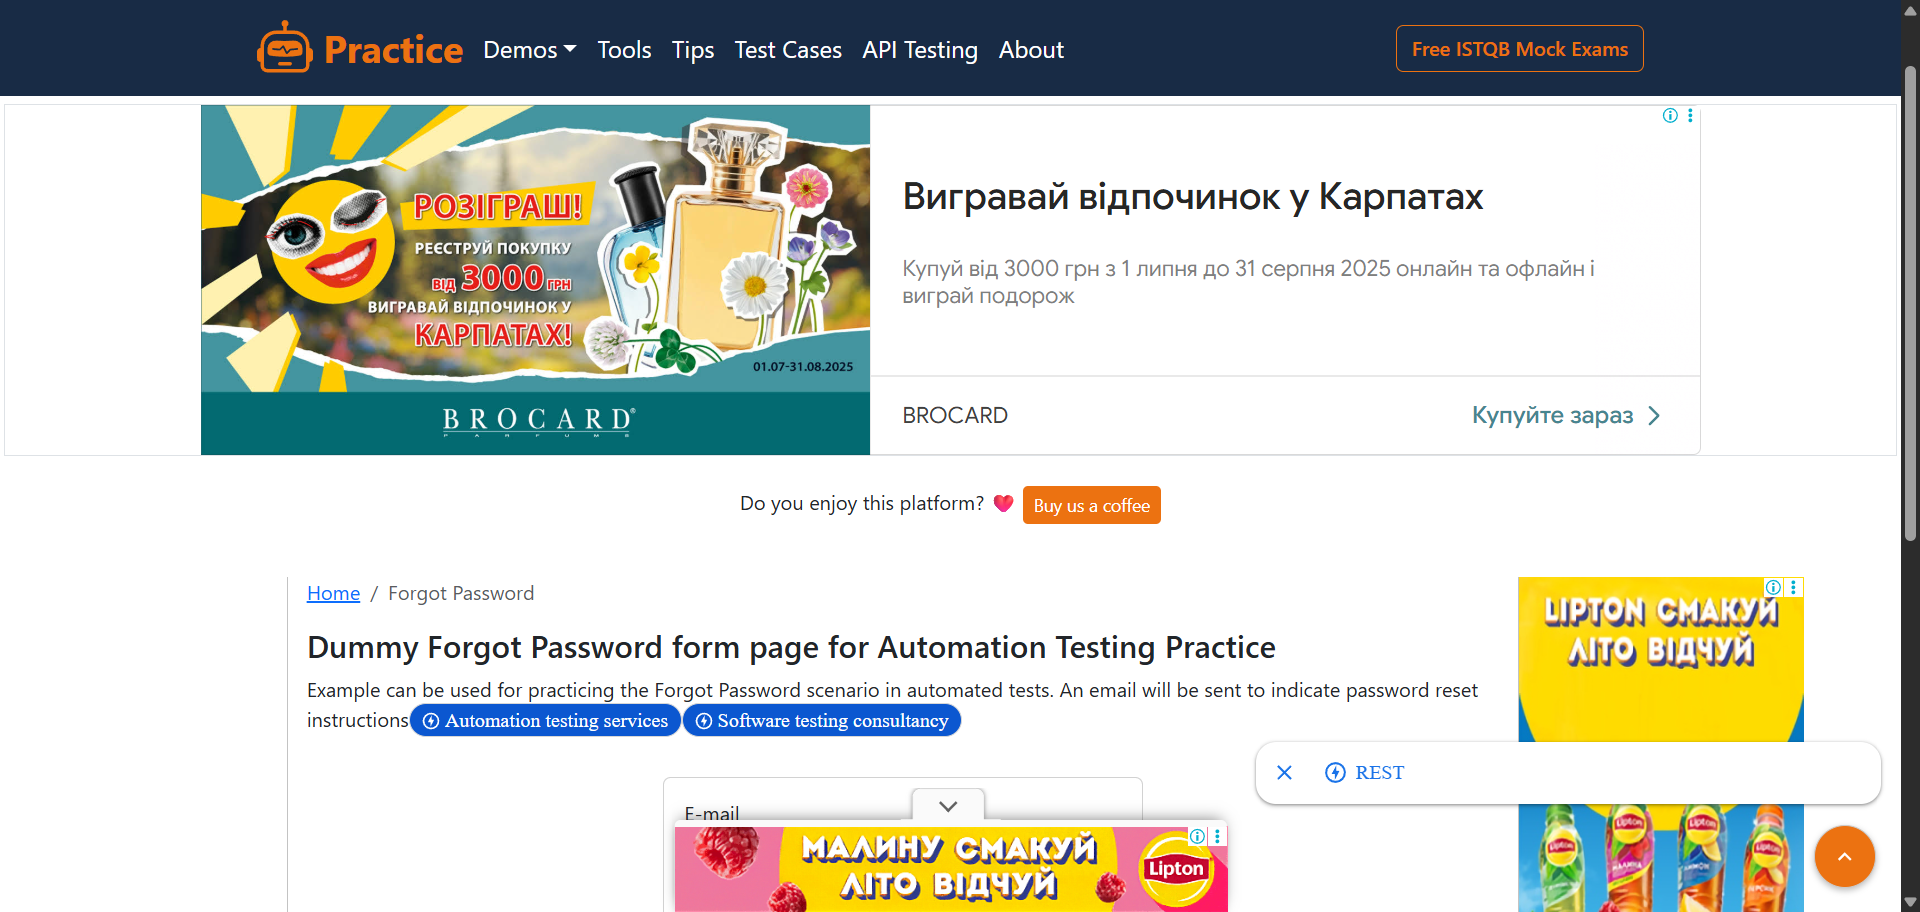 Practice
Demos
Tools
Tips
Test Cases
API Testing
About
Free ISTQB Mock Exams
РОЗІГРАШ!
РЕЄСТРУЙ ПОКУПКУ
ВІД 3000 ГРН
ВИГРАВАЙ ВІДПОЧИНОК У
КАРПАТАХ!
01.07-31.08.2025
BROCARD®
PARFUMS
Вигравай відпочинок у Карпатах
Купуй від 3000 грн з 1 липня до 31 серпня 2025 онлайн та офлайн і
виграй подорож
BROCARD
Купуйте зараз
Do you enjoy this platform?
Buy us a coffee
Home / Forgot Password
Dummy Forgot Password form page for Automation Testing Practice
Example can be used for practicing the Forgot Password scenario in automated tests. An email will be sent to indicate password reset
instructions Automation testing services Software testing consultancy
E-mail
LIPTON СМАКУЙ
ЛІТО ВІДЧУЙ
REST
МАЛИНУ СМАКУЙ
ЛІТО ВІДЧУЙ
Lipton
Lipton
Lipton
Lipton
Lipton